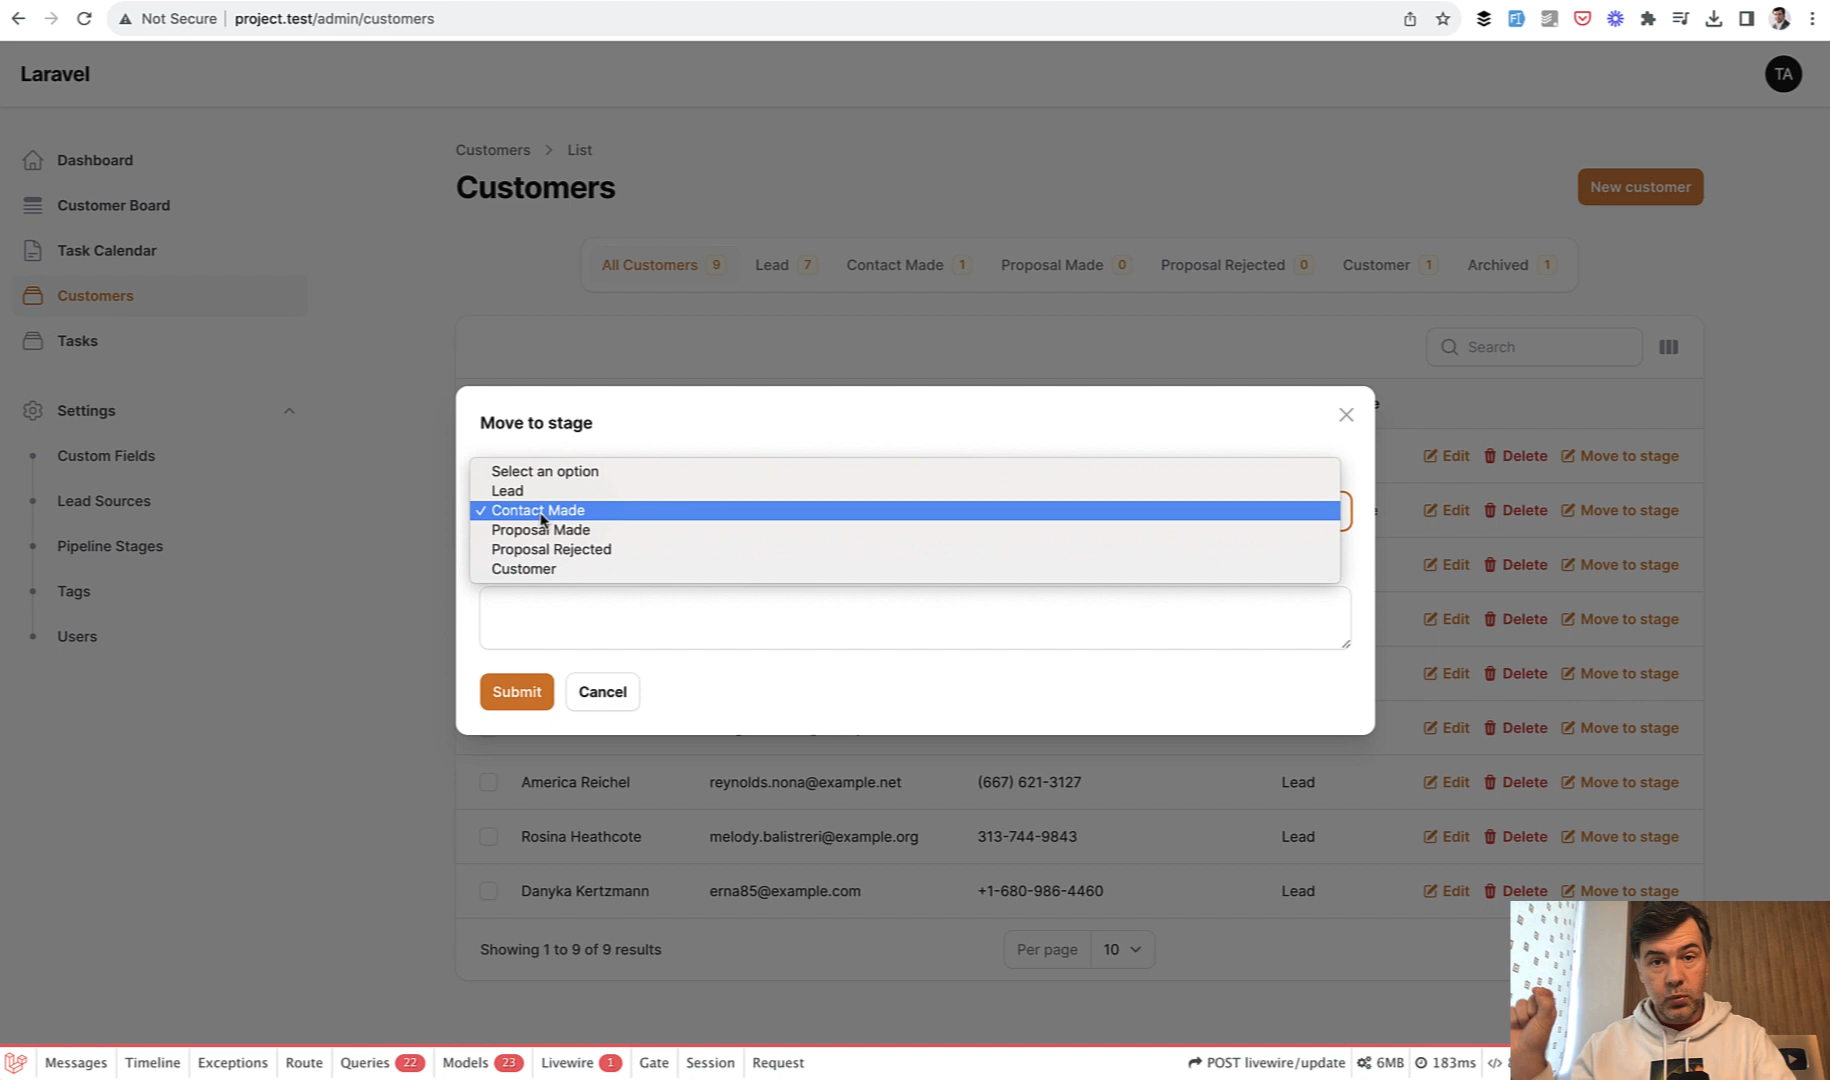 Not Secure project.test/admin/customers
Laravel
TA
Dashboard
Customer Board
Task Calendar
Customers
Tasks
Settings
Custom Fields
Lead Sources
Pipeline Stages
Tags
Users
Customers > List
Customers
New customer
All Customers 9 Lead 7 Contact Made 1 Proposal Made 0 Proposal Rejected 0 Customer 1 Archived 1
Search
Move to stage
Select an option
Lead
✓ Contact Made
Proposal Made
Proposal Rejected
Customer
Submit Cancel
Edit Delete Move to stage
Edit Delete Move to stage
Edit Delete Move to stage
Edit Delete Move to stage
Edit Delete Move to stage
Edit Delete Move to stage
America Reichel reynolds.nona@example.net (667) 621-3127 Lead Edit Delete Move to stage
Rosina Heathcote melody.balistreri@example.org 313-744-9843 Lead Edit Delete Move to stage
Danyka Kertzmann erna85@example.com +1-680-986-4460 Lead Edit Delete Move to stage
Showing 1 to 9 of 9 results
Per page 10
Messages Timeline Exceptions Route Queries 22 Models 23 Livewire 1 Gate Session Request POST livewire/update 6MB 183ms